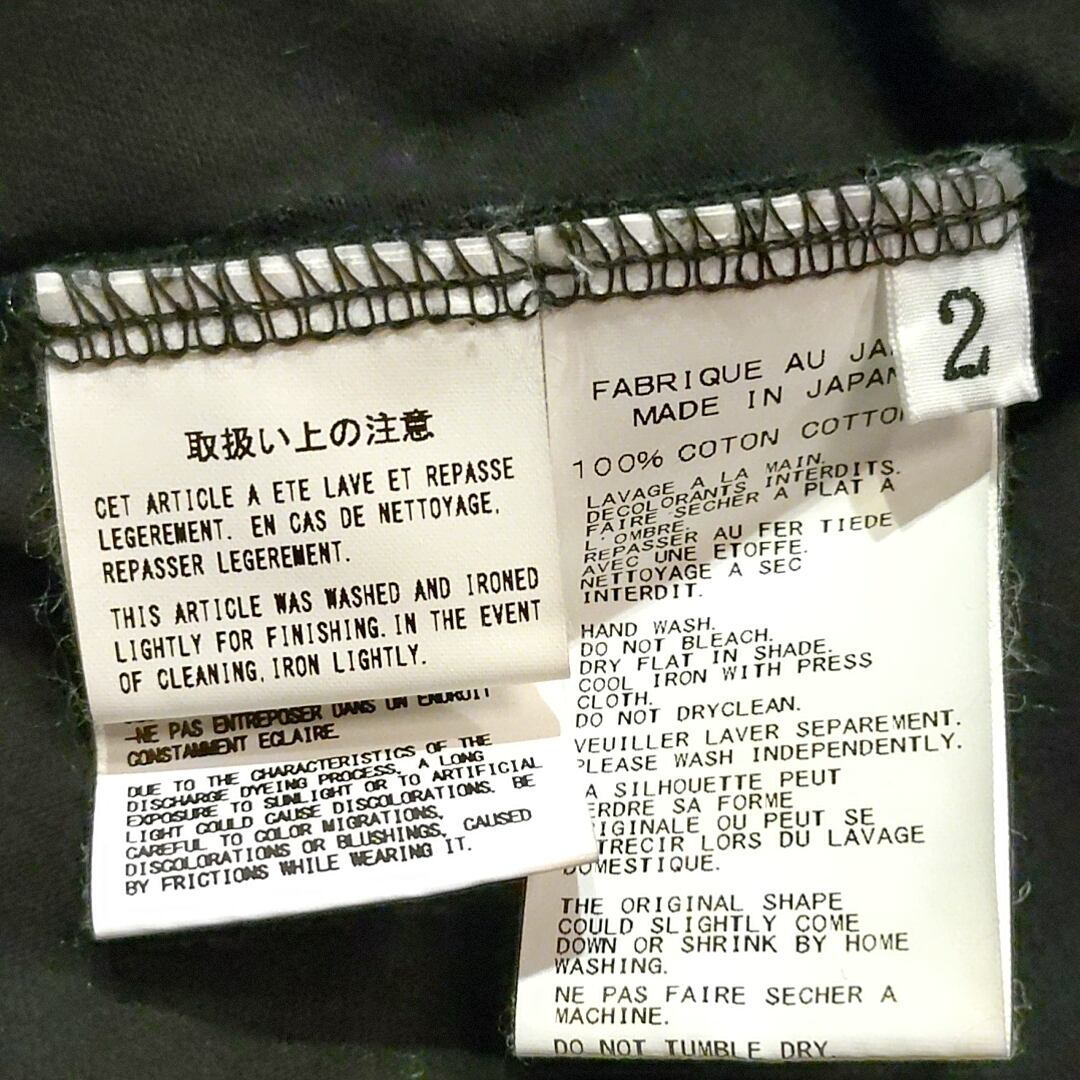 取扱い上の注意
CET ARTICLE A ETE LAVE ET REPASSE
LEGEREMENT. EN CAS DE NETTOYAGE,
REPASSER LEGEREMENT.
THIS ARTICLE WAS WASHED AND IRONED
LIGHTLY FOR FINISHING. IN THE EVENT
OF CLEANING, IRON LIGHTLY.
-NE PAS ENTREPOSER DANS UN ENDROIT
CONSTAMMENT ECLAIRE.
DUE TO THE CHARACTERISTICS OF THE
DISCHARGE DYEING PROCESS, A LONG
EXPOSURE TO SUNLIGHT OR TO ARTIFICIAL
LIGHT COULD CAUSE DISCOLORATIONS. BE
CAREFUL TO COLOR MIGRATIONS,
DISCOLORATIONS OR BLUSHINGS, CAUSED
BY FRICTIONS WHILE WEARING IT.
2
FABRIQUE AU JA
MADE IN JAPAN
100% COTON COTTO
LAVAGE A LA MAIN.
DECOLORANTS INTERDITS.
FAIRE SECHER A PLAT A
L'OMBRE.
REPASSER AU FER TIEDE
AVEC UNE ETOFFE.
NETTOYAGE A SEC
INTERDIT.
HAND WASH.
DO NOT BLEACH.
DRY FLAT IN SHADE.
COOL IRON WITH PRESS
CLOTH.
DO NOT DRYCLEAN.
VEUILLER LAVER SEPAREMENT.
PLEASE WASH INDEPENDENTLY.
A SILHOUETTE PEUT
ERDRE SA FORME
IGINALE OU PEUT SE
TRECIR LORS DU LAVAGE
DOMESTIQUE.
THE ORIGINAL SHAPE
COULD SLIGHTLY COME
DOWN OR SHRINK BY HOME
WASHING.
NE PAS FAIRE SECHER A
MACHINE.
DO NOT TUMBLE DRY.